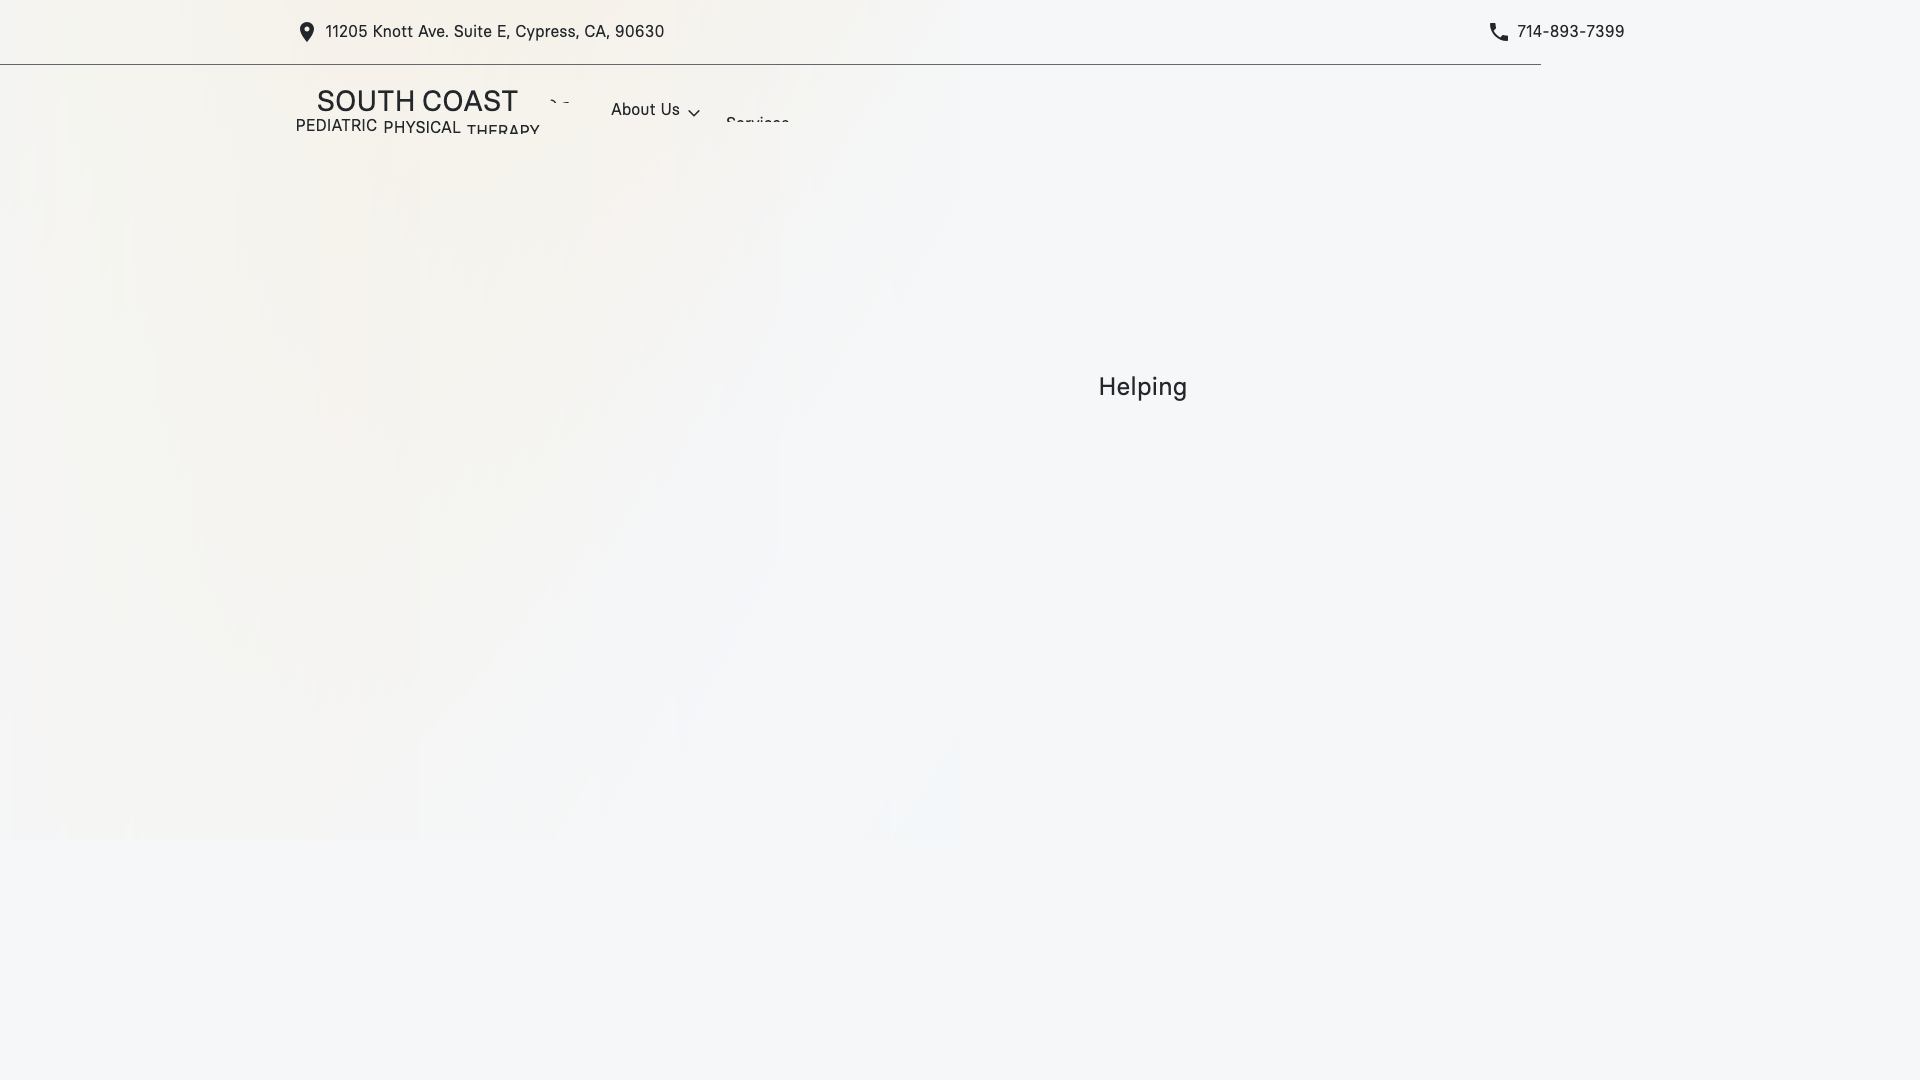 11205 Knott Ave. Suite E, Cypress, CA, 90630
714-893-7399
SOUTH COAST
PEDIATRIC PHYSICAL THERAPY
About Us
Services
Helping